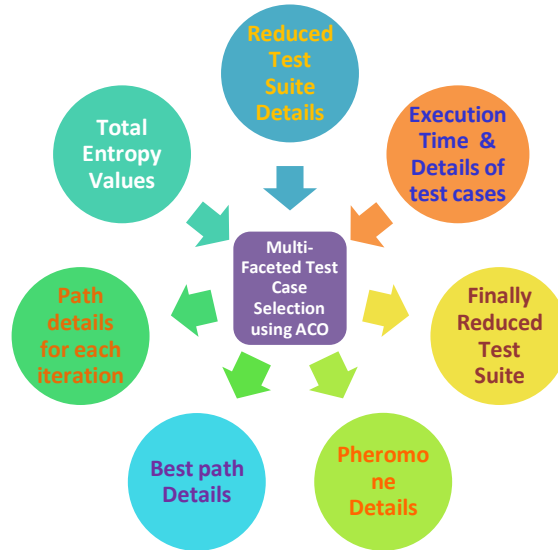 Reduced
Test
Suite
Details
Total
Entropy
Values
Execution
Time &
Details of
test cases
Multi-
Faceted Test
Case
Selection
using ACO
Path
details
for each
iteration
Finally
Reduced
Test
Suite
Best path
Details
Pheromo
ne
Details